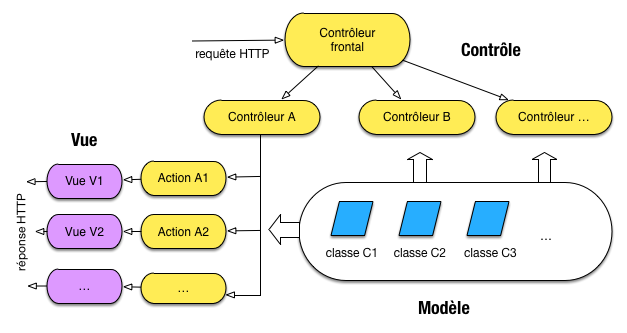 Contrôleur
frontal
requête HTTP
Contrôle
Contrôleur A
Contrôleur B
Contrôleur ...
Vue
Vue V1
Action A1
réponse HTTP
Vue V2
Action A2
...
...
classe C1
classe C2
classe C3
...
Modèle